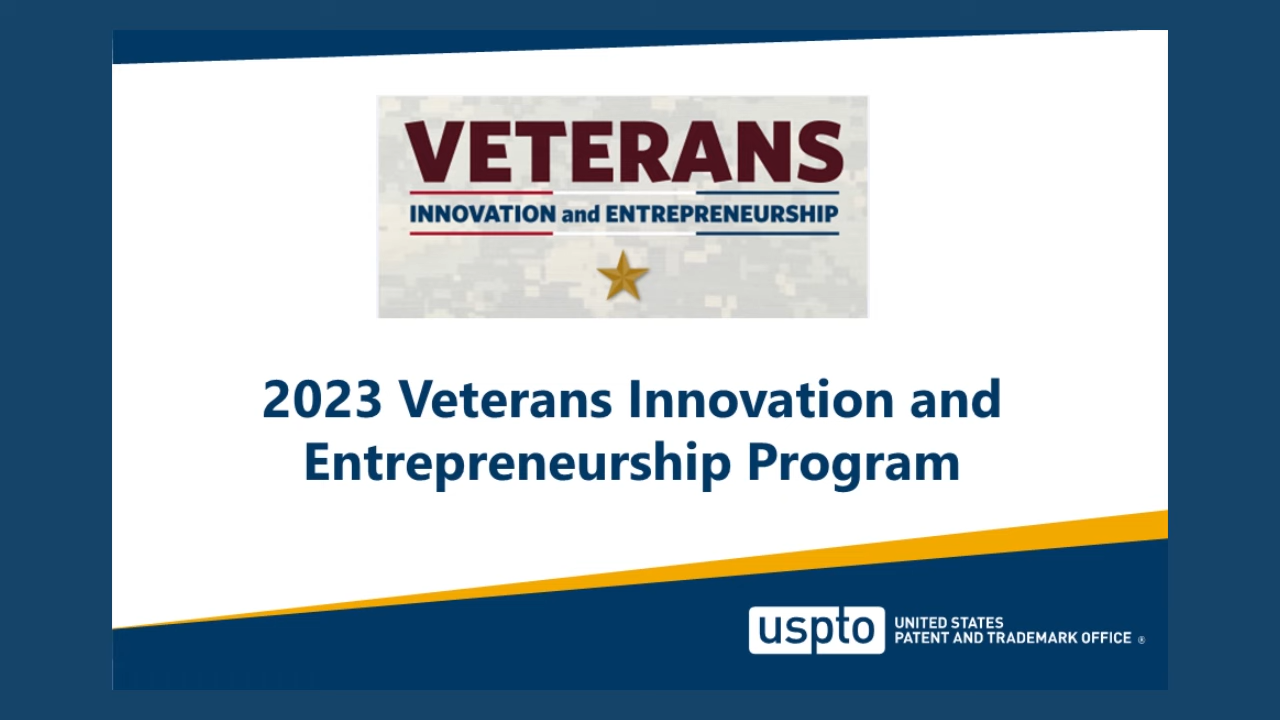 VETERANS
INNOVATION and ENTREPRENEURSHIP
2023 Veterans Innovation and
Entrepreneurship Program
uspto
UNITED STATES
PATENT AND TRADEMARK OFFICE ®